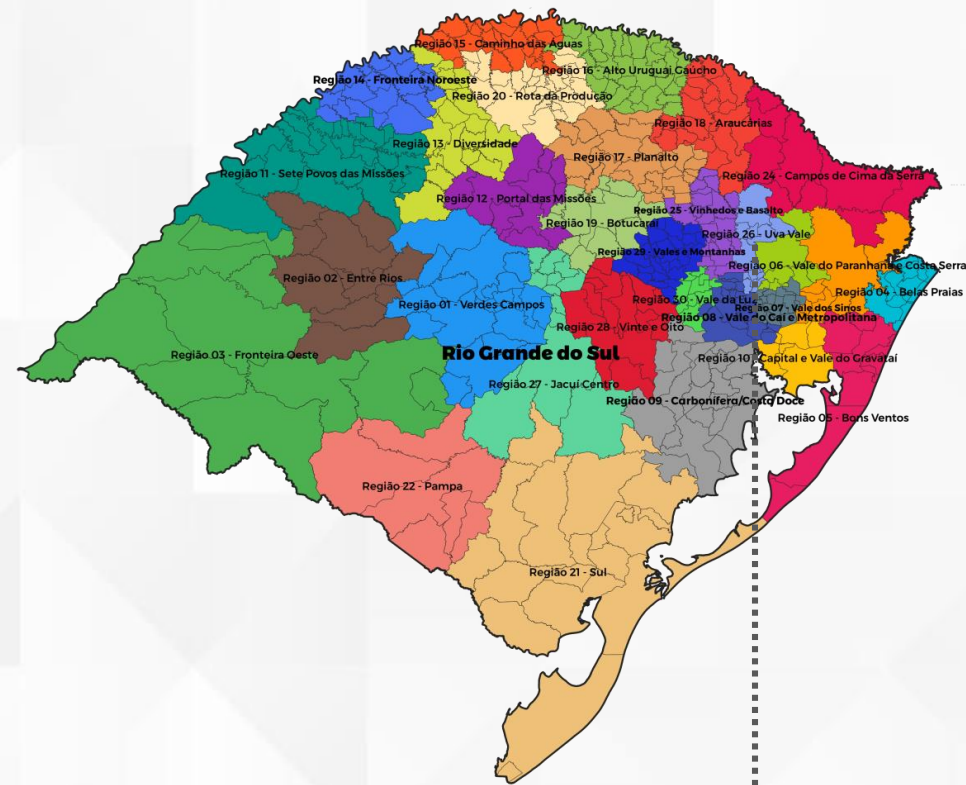 Região 15 - Caminho das Águas
Região 16 - Alto Uruguai Gaúcho
Região 14 - Fronteira Noroeste
Região 20 - Rota da Produção
Região 18 - Araucárias
Região 13 - Diversidade
Região 17 - Planalto
Região 11 - Sete Povos das Missões
Região 24 - Campos de Cima da Serra
Região 12 - Portal das Missões
Região 25 - Vinhedos e Basalto
Região 19 - Botucaraí
Região 26 - Uva Vale
Região 29 - Vales e Montanhas
Região 06 - Vale do Paranhana e Costa Serra
Região 02 - Entre Rios
Região 04 - Belas Praias
Região 30 - Vale da Luz
Região 01 - Verdes Campos
Região 07 - Vale dos Sinos
Região 08 - Vale do Caí e Metropolitana
Região 28 - Vinte e Oito
Rio Grande do Sul
Região 03 - Fronteira Oeste
Região 10 - Capital e Vale do Gravataí
Região 27 - Jacuí Centro
Região 09 - Carbonífera/Costa Doce
Região 05 - Bons Ventos
Região 22 - Pampa
Região 21 - Sul